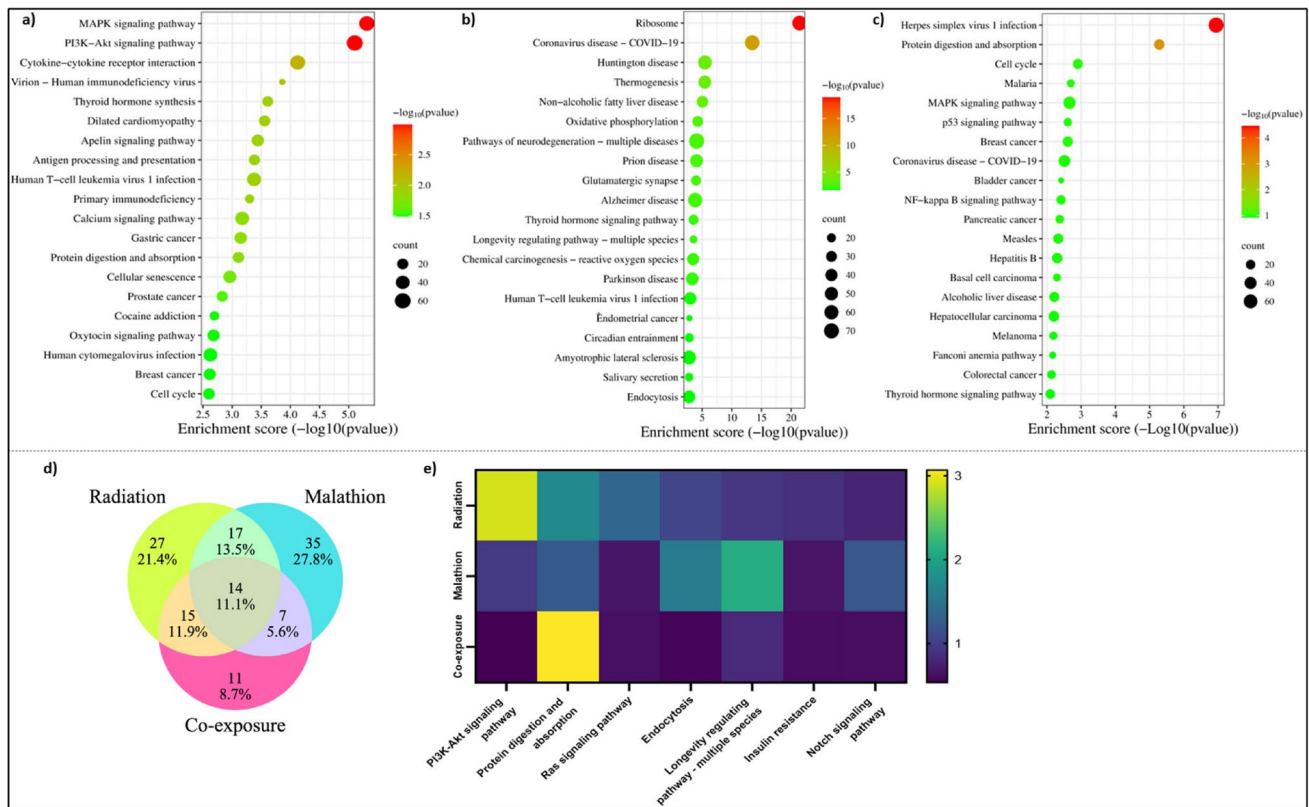 a)
MAPK signaling pathway
PI3K−Akt signaling pathway
Cytokine−cytokine receptor interaction
Virion − Human immunodeficiency virus
Thyroid hormone synthesis
Dilated cardiomyopathy
Apelin signaling pathway
Antigen processing and presentation
Human T−cell leukemia virus 1 infection
Primary immunodeficiency
Calcium signaling pathway
Gastric cancer
Protein digestion and absorption
Cellular senescence
Prostate cancer
Cocaine addiction
Oxytocin signaling pathway
Human cytomegalovirus infection
Breast cancer
Cell cycle
2.5 3.0 3.5 4.0 4.5 5.0
Enrichment score (−log10(pvalue))
−log10(pvalue)
2.5
2.0
1.5
count
20
40
60
b)
Ribosome
Coronavirus disease − COVID−19
Huntington disease
Thermogenesis
Non−alcoholic fatty liver disease
Oxidative phosphorylation
Pathways of neurodegeneration − multiple diseases
Prion disease
Glutamatergic synapse
Alzheimer disease
Thyroid hormone signaling pathway
Longevity regulating pathway − multiple species
Chemical carcinogenesis − reactive oxygen species
Parkinson disease
Human T−cell leukemia virus 1 infection
Endometrial cancer
Circadian entrainment
Amyotrophic lateral sclerosis
Salivary secretion
Endocytosis
5 10 15 20
Enrichment score (−log10(pvalue))
−log10(pvalue)
15
10
5
count
20
30
40
50
60
70
c)
Herpes simplex virus 1 infection
Protein digestion and absorption
Cell cycle
Malaria
MAPK signaling pathway
p53 signaling pathway
Breast cancer
Coronavirus disease − COVID−19
Bladder cancer
NF−kappa B signaling pathway
Pancreatic cancer
Measles
Hepatitis B
Basal cell carcinoma
Alcoholic liver disease
Hepatocellular carcinoma
Melanoma
Fanconi anemia pathway
Colorectal cancer
Thyroid hormone signaling pathway
2 3 4 5 6 7
Enrichment score (−Log10(pvalue))
−log10(pvalue)
4
3
2
1
count
20
40
60
d)
Radiation
Malathion
27
21.4%
17
13.5%
35
27.8%
14
11.1%
15
11.9%
7
5.6%
11
8.7%
Co-exposure
e)
Radiation
Malathion
Co-exposure
PI3K-Akt signaling
pathway
Protein digestion and
absorption
Ras signaling pathway
Endocytosis
Longevity regulating
pathway - multiple species
Insulin resistance
Notch signaling
pathway
3
2
1